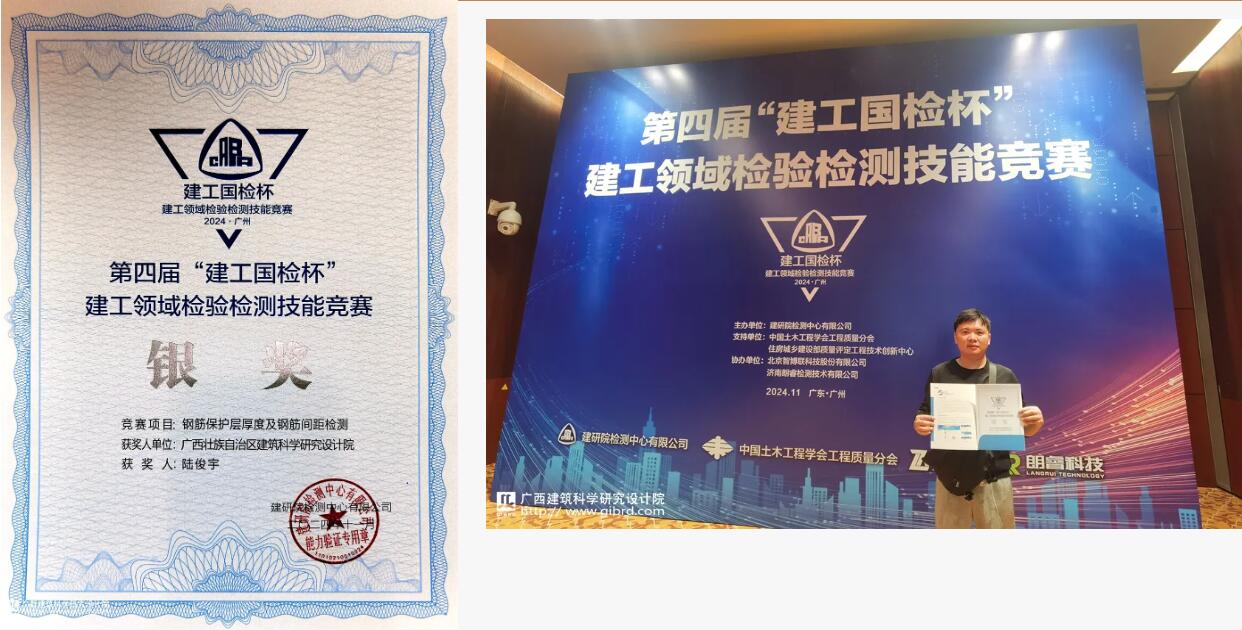 建工国检杯
建工领域检验检测技能竞赛
2024·广州
第四届“建工国检杯”
建工领域检验检测技能竞赛
银 奖
竞赛项目: 钢筋保护层厚度及钢筋间距检测
获奖人单位: 广西壮族自治区建筑科学研究设计院
获 奖 人: 陆俊宇
建研院检测中心有限公司
能力验证专用章
第四届“建工国检杯”
建工领域检验检测技能竞赛
建工国检杯
建工领域检验检测技能竞赛
2024·广州
主办单位: 建研院检测中心有限公司
支持单位: 中国土木工程学会工程质量分会
住房城乡建设部质量评定工程技术创新中心
协办单位: 北京智博联科技股份有限公司
济南朗睿检测技术有限公司
2024.11 广东·广州
建研院检测中心有限公司
中国土木工程学会工程质量分会
朗睿科技
LANGRUI TECHNOLOGY
广西建筑科学研究设计院
http://www.gibrd.com